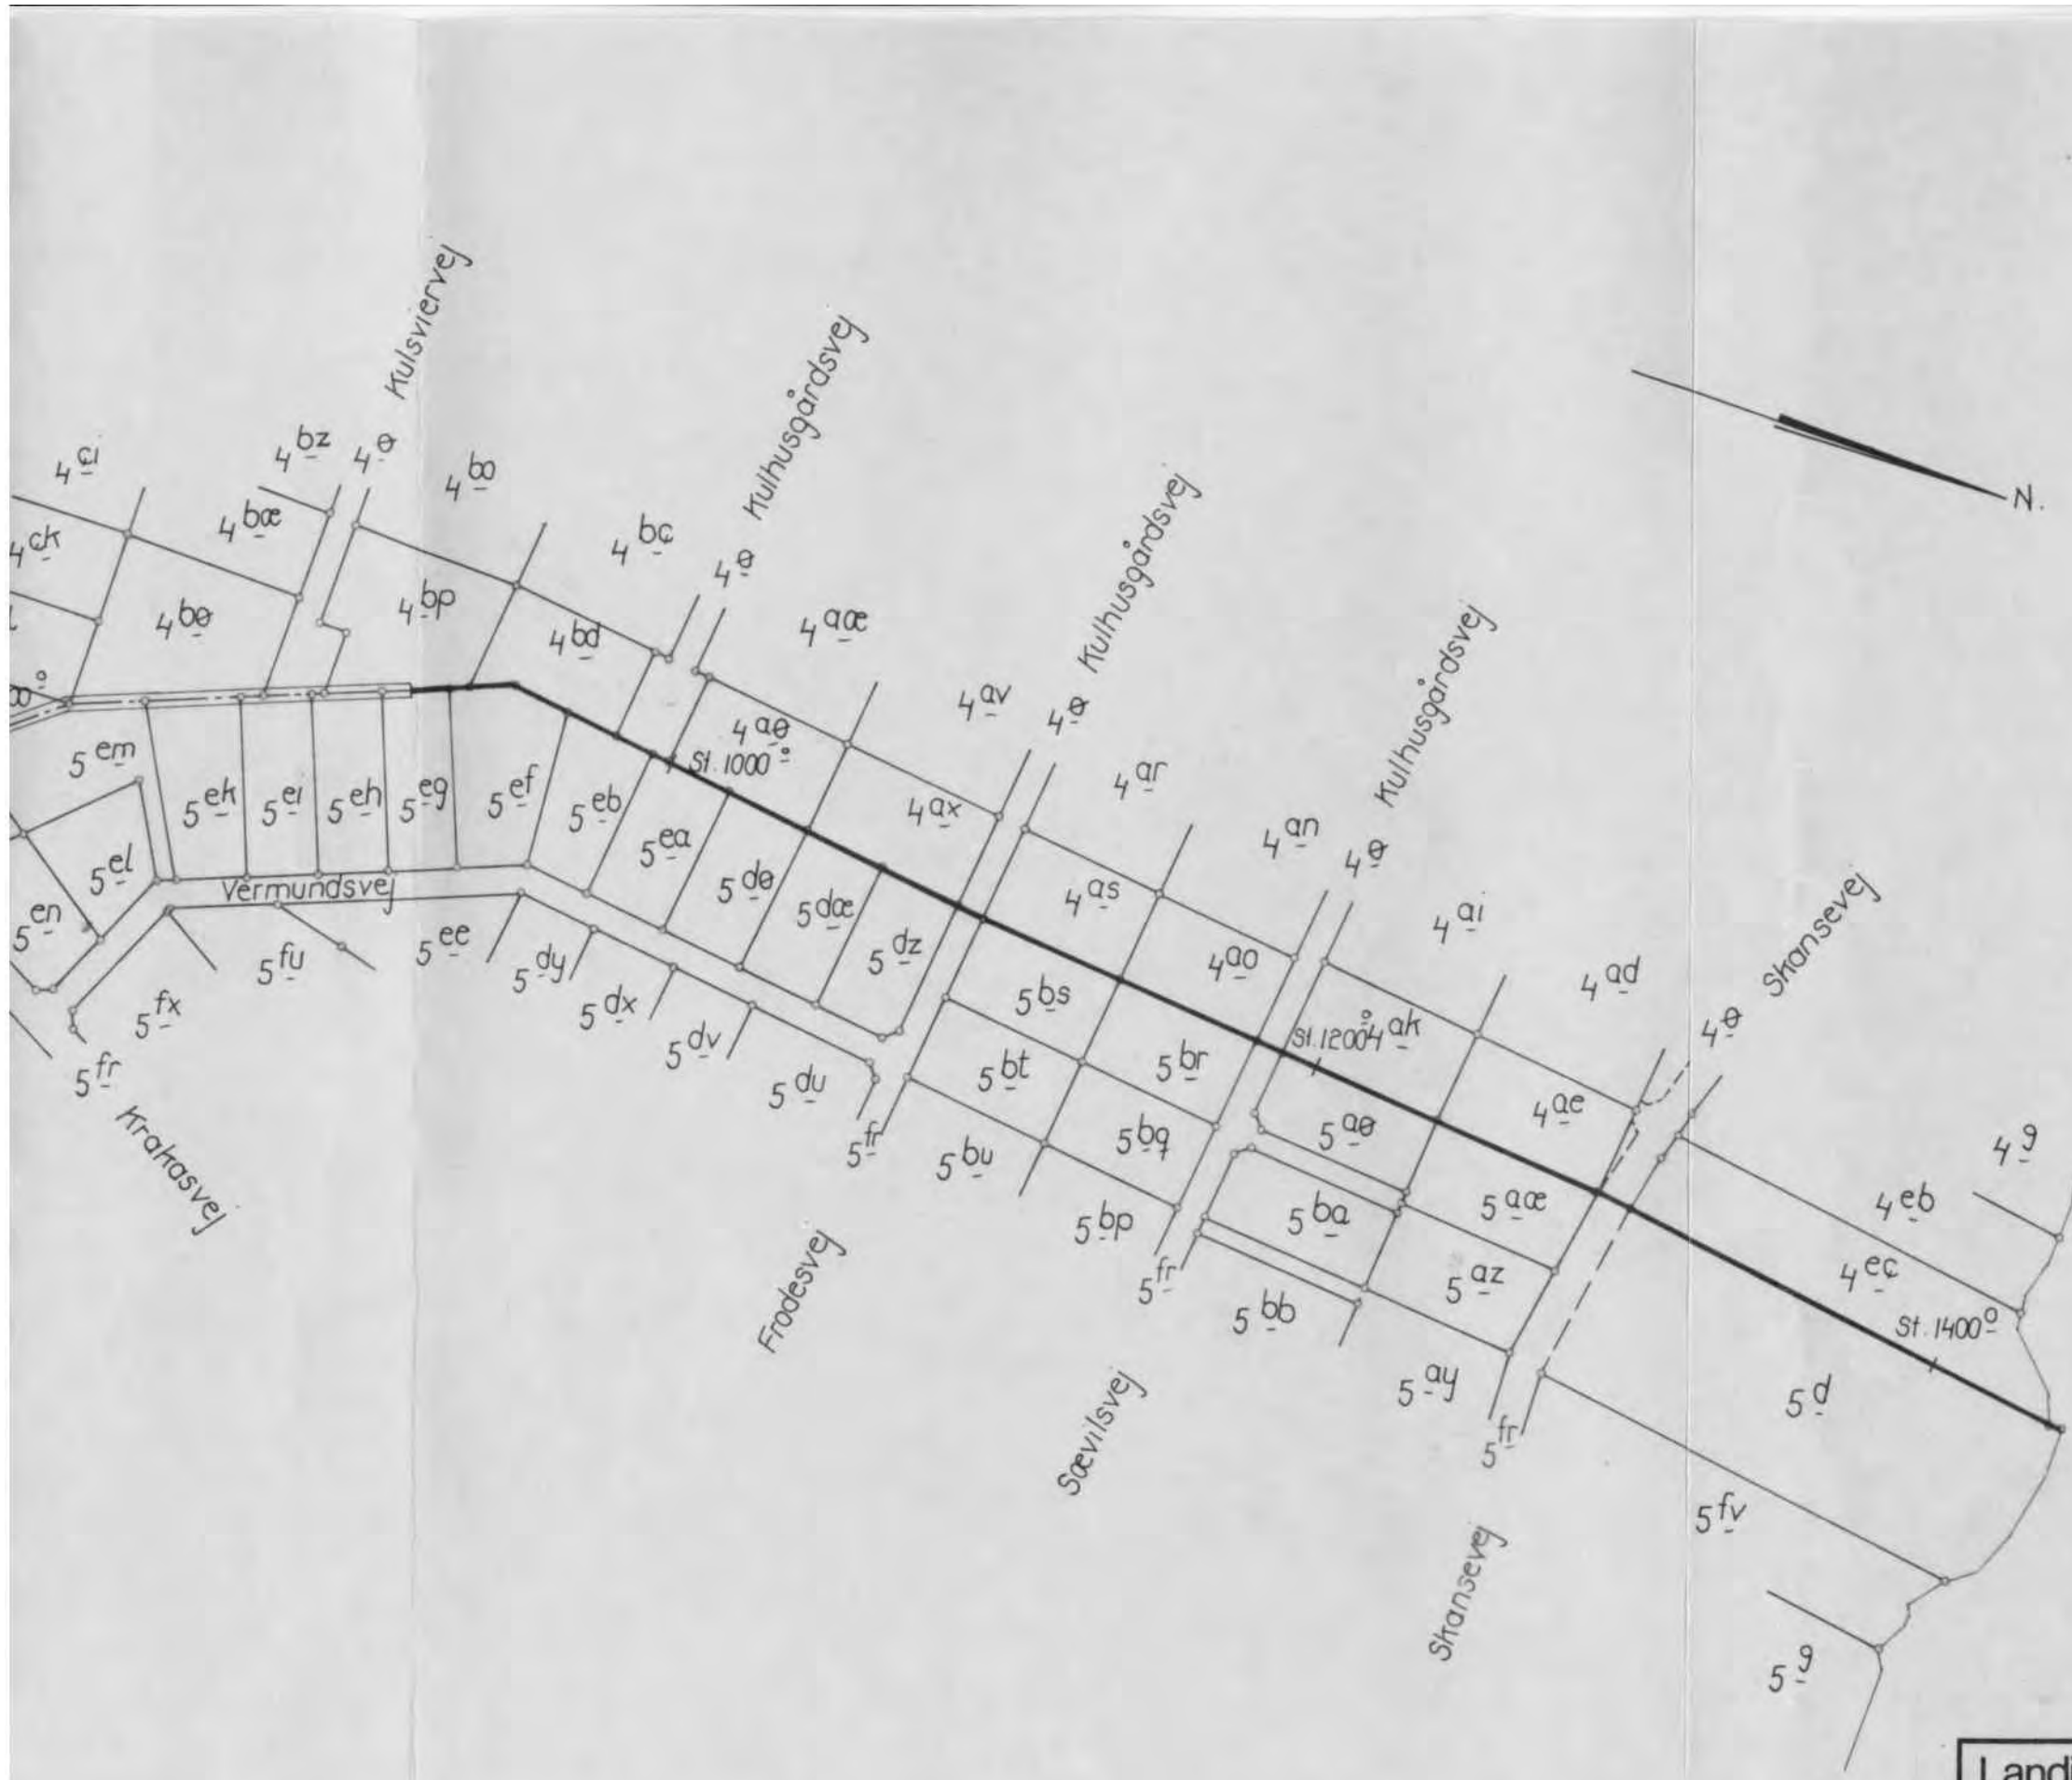 Kulsviervej
Kulhusgårdsvej
4 ci
4 bz
4 ø
4 bo
Kulhusgårdsvej
N.
4 ck
4 bæ
4 bc
4 ø
Kulhusgårdsvej
4 bø
4 bp
4 bd
4 aæ
4 av
4 ø
5 em
4 aø
St. 1000 º
4 ar
5 ek
5 ei
5 eh
5 eg
5 ef
5 eb
4 ax
4 an
4 ø
Skansevej
5 el
Vermundsvej
5 ea
5 dø
5 dæ
4 as
4 ai
5 en
5 fu
5 ee
5 dy
5 dz
4 ao
4 ad
4 ø
5 fx
5 dx
5 bs
St. 1200 º
4 ak
5 fr
5 dv
5 du
5 bt
5 br
4 ae
4 g
Krakasvej
5 fr
5 bu
5 bq
5 aø
5 aæ
4 eb
Frodesvej
5 bp
5 ba
4 ec
5 fr
5 bb
5 az
St. 1400 º
Sævilsvej
5 ay
5 d
5 fr
5 fv
Skansevej
5 g